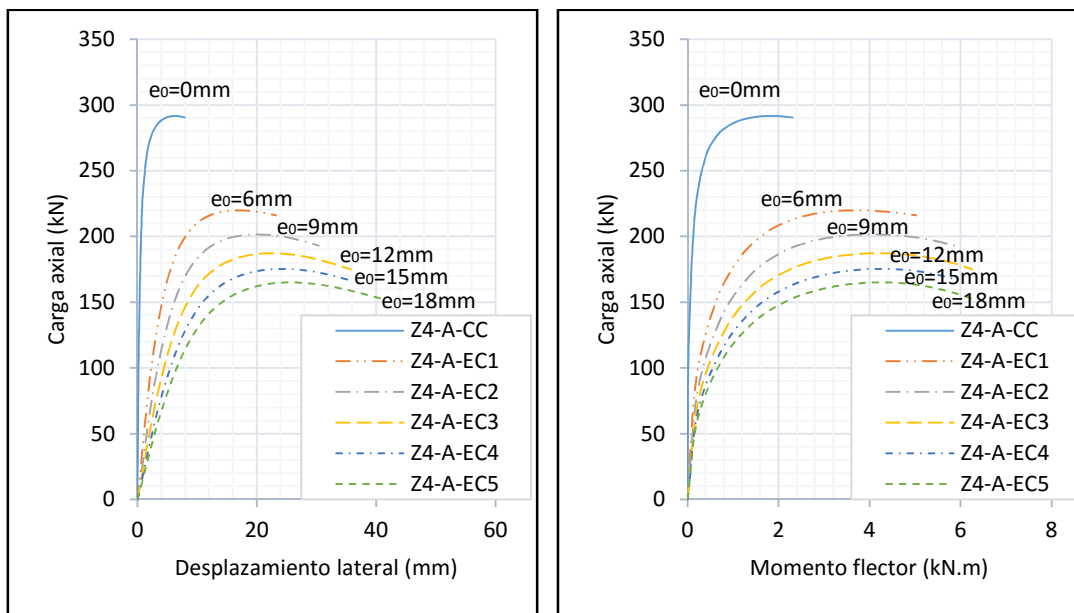 350
300
250
200
150
100
50
0
Carga axial (kN)
e₀=0mm
e₀=6mm
e₀=9mm
e₀=12mm
e₀=15mm
e₀=18mm
Z4-A-CC
Z4-A-EC1
Z4-A-EC2
Z4-A-EC3
Z4-A-EC4
Z4-A-EC5
0 20 40 60
Desplazamiento lateral (mm)
350
300
250
200
150
100
50
0
Carga axial (kN)
e₀=0mm
e₀=6mm
e₀=9mm
e₀=12mm
e₀=15mm
e₀=18mm
Z4-A-CC
Z4-A-EC1
Z4-A-EC2
Z4-A-EC3
Z4-A-EC4
Z4-A-EC5
0 2 4 6 8
Momento flector (kN.m)